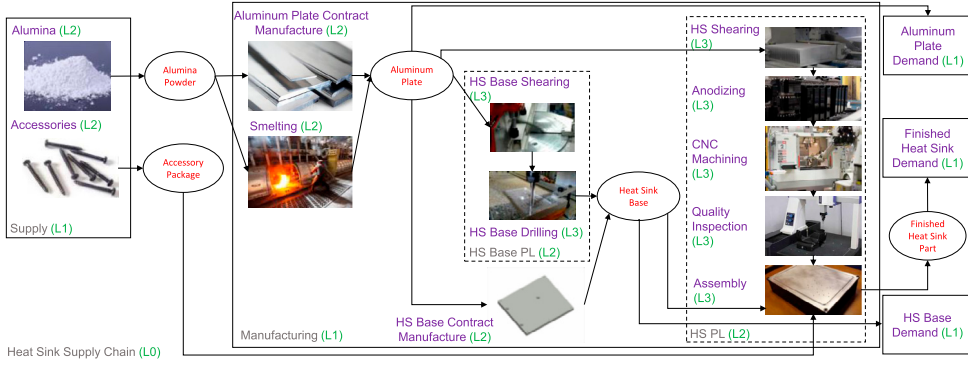 Alumina (L2)
Alumina
Powder
Accessories (L2)
Accessory
Package
Supply (L1)
Heat Sink Supply Chain (L0)
Aluminum Plate Contract
Manufacture (L2)
Smelting (L2)
Aluminum
Plate
HS Base Shearing
(L3)
HS Base Drilling (L3)
HS Base PL (L2)
HS Base Contract
Manufacture (L2)
Manufacturing (L1)
Heat Sink
Base
HS Shearing
(L3)
Anodizing
(L3)
CNC
Machining
(L3)
Quality
Inspection
(L3)
Assembly
(L3)
HS PL (L2)
Aluminum
Plate
Demand (L1)
Finished
Heat Sink
Demand (L1)
Finished
Heat Sink
Part
HS Base
Demand (L1)